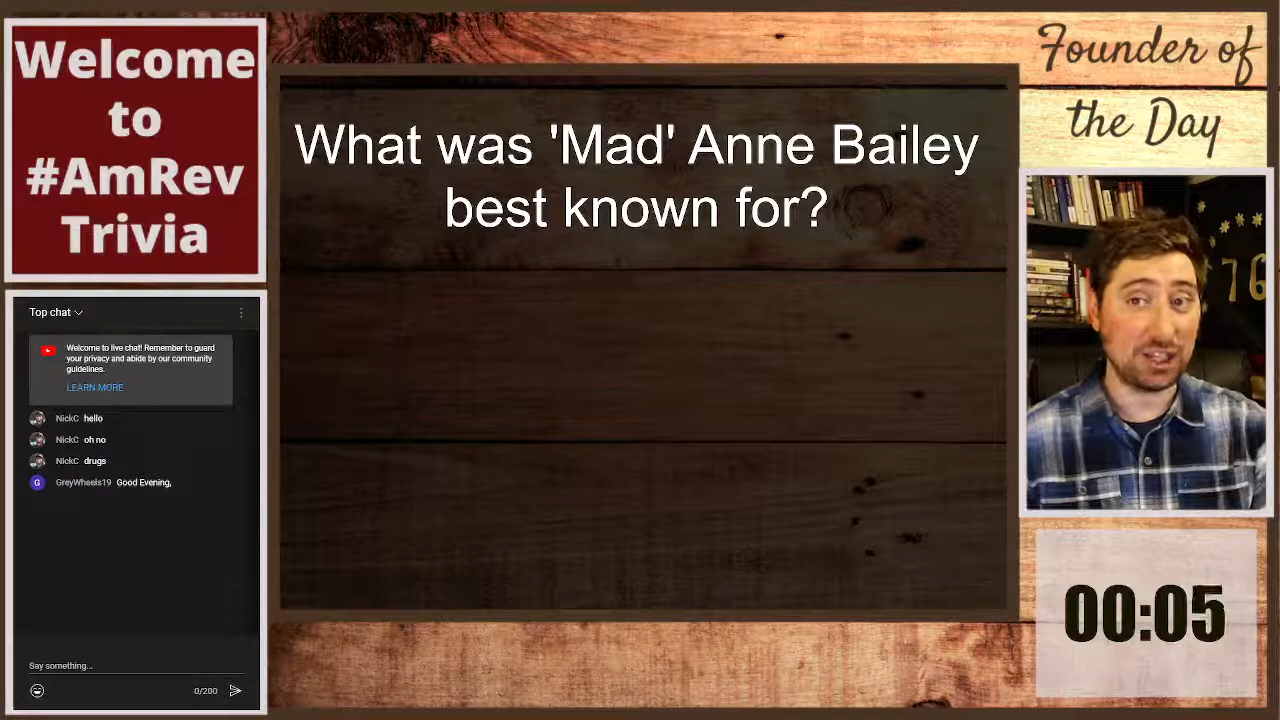 Welcome
to
#AmRev
Trivia
What was 'Mad' Anne Bailey
best known for?
Founder of
the Day
76
Top chat
Welcome to live chat! Remember to guard
your privacy and abide by our community
guidelines.
LEARN MORE
NickC hello
NickC oh no
NickC drugs
G GreyWheels19 Good Evening,
Say something...
0/200
00:05